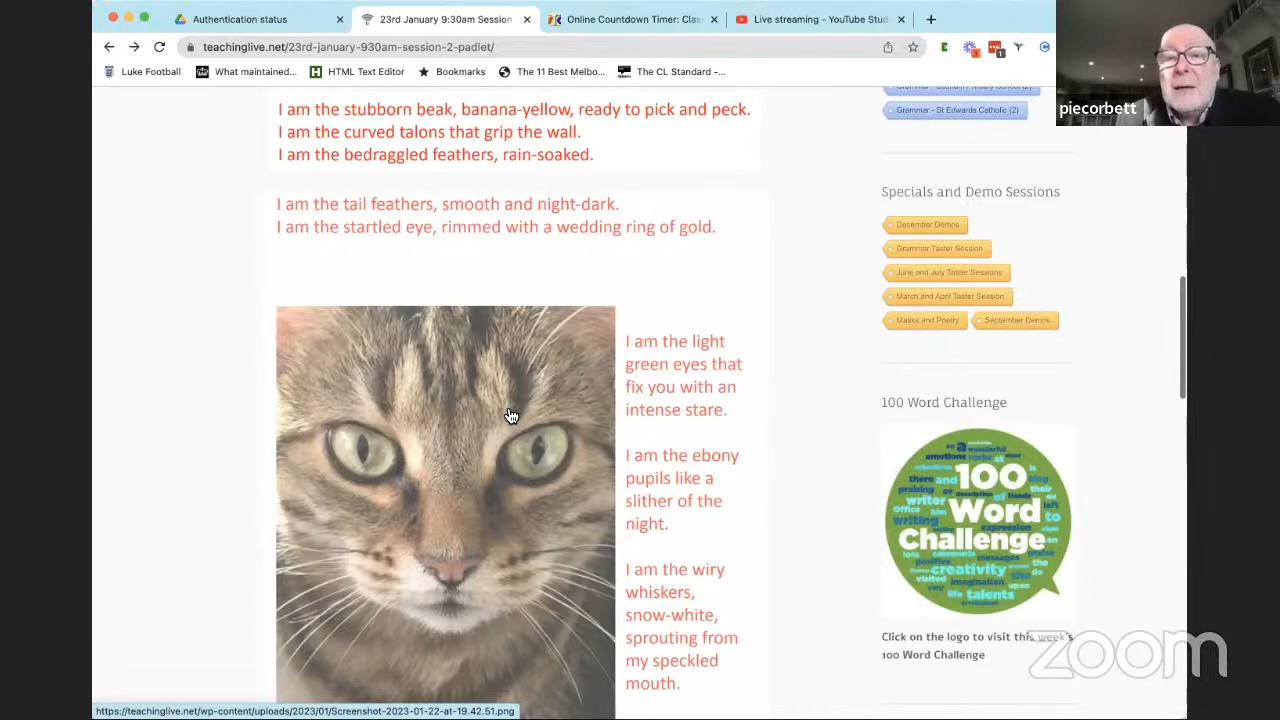 Authentication status
23rd January 9:30am Session
Online Countdown Timer: Clas
Live streaming - YouTube Stud
teachinglive.net/23rd-january-930am-session-2-padlet/
Luke Football
What maintained...
HTML Text Editor
Bookmarks
The 11 Best Melbo...
The CL Standard -...
piecorbett
I am the stubborn beak, banana-yellow, ready to pick and peck.
I am the curved talons that grip the wall.
I am the bedraggled feathers, rain-soaked.
I am the tail feathers, smooth and night-dark.
I am the startled eye, rimmed with a wedding ring of gold.
I am the light
green eyes that
fix you with an
intense stare.
I am the ebony
pupils like a
slither of the
night.
I am the wiry
whiskers,
snow-white,
sprouting from
my speckled
mouth.
Grammar - St Edwards Catholic (2)
Specials and Demo Sessions
December Demos
Grammar Taster Session
June and July Taster Sessions
March and April Taster Session
Masks and Poetry
September Demos
100 Word Challenge
100
Word
Challenge
writer
writing
creativity
imagination
talents
Click on the logo to visit this week's
100 Word Challenge
zoom
https://teachinglive.net/wp-content/uploads/2023/01/Screenshot-2023-01-22-at-19.42.51.png